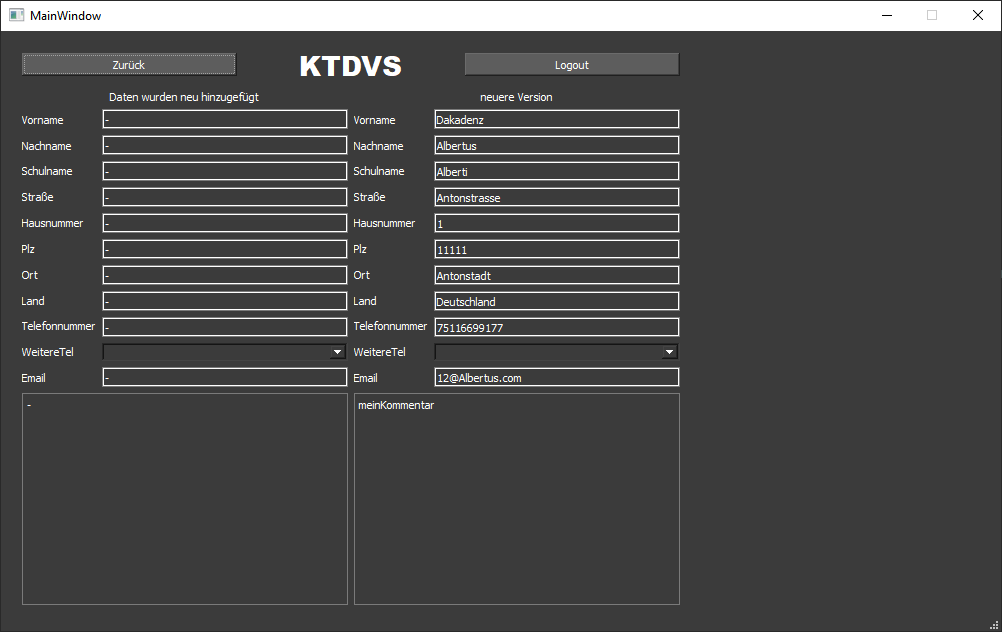 MainWindow
Zurück KTDVS Logout
Daten wurden neu hinzugefügt neuere Version
Vorname - Vorname Dakadenz
Nachname - Nachname Albertus
Schulname - Schulname Alberti
Straße - Straße Antonstrasse
Hausnummer - Hausnummer 1
Plz - Plz 11111
Ort - Ort Antonstadt
Land - Land Deutschland
Telefonnummer - Telefonnummer 75116699177
WeitereTel WeitereTel
Email - Email 12@Albertus.com
- meinKommentar